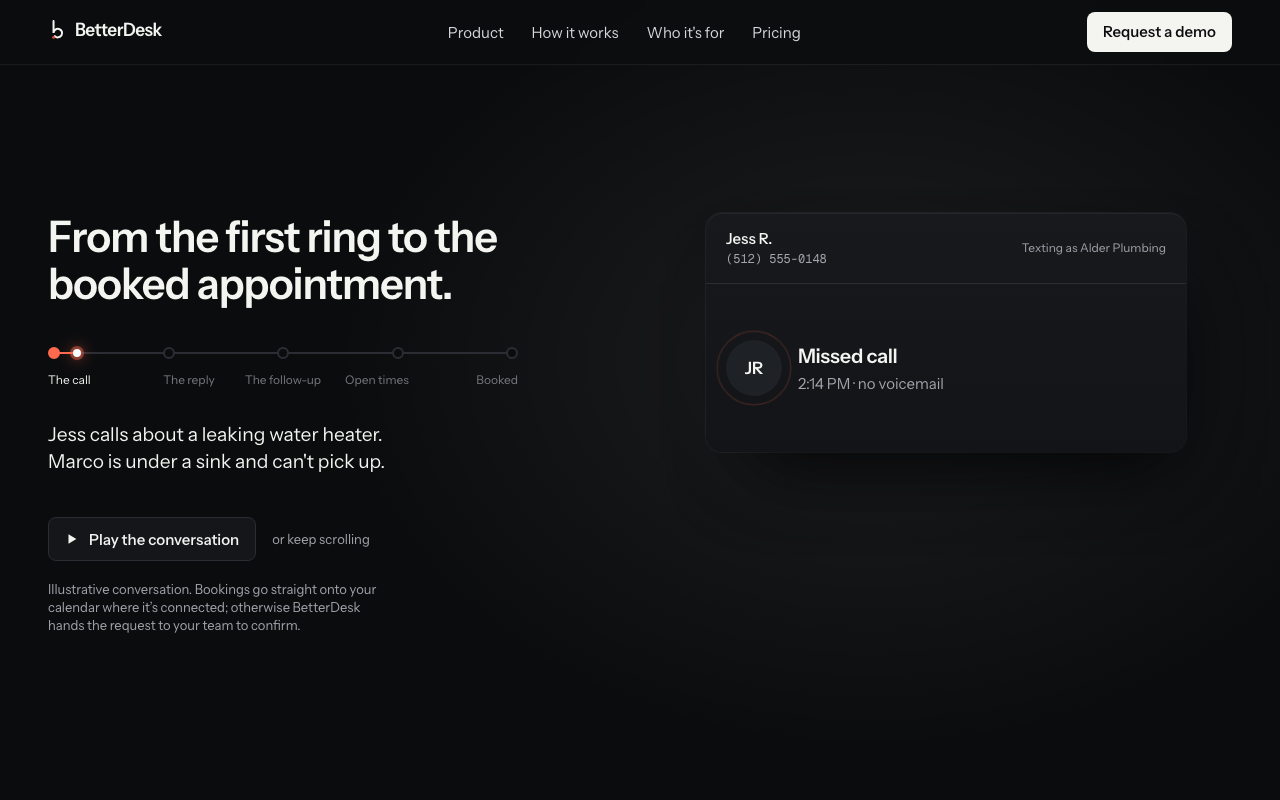 BetterDesk
Product
How it works
Who it's for
Pricing
Request a demo
From the first ring to the
booked appointment.
The call
The reply
The follow-up
Open times
Booked
Jess calls about a leaking water heater.
Marco is under a sink and can't pick up.
Play the conversation
or keep scrolling
Illustrative conversation. Bookings go straight onto your
calendar where it's connected; otherwise BetterDesk
hands the request to your team to confirm.
Jess R.
(512) 555-0148
Texting as Alder Plumbing
JR
Missed call
2:14 PM · no voicemail